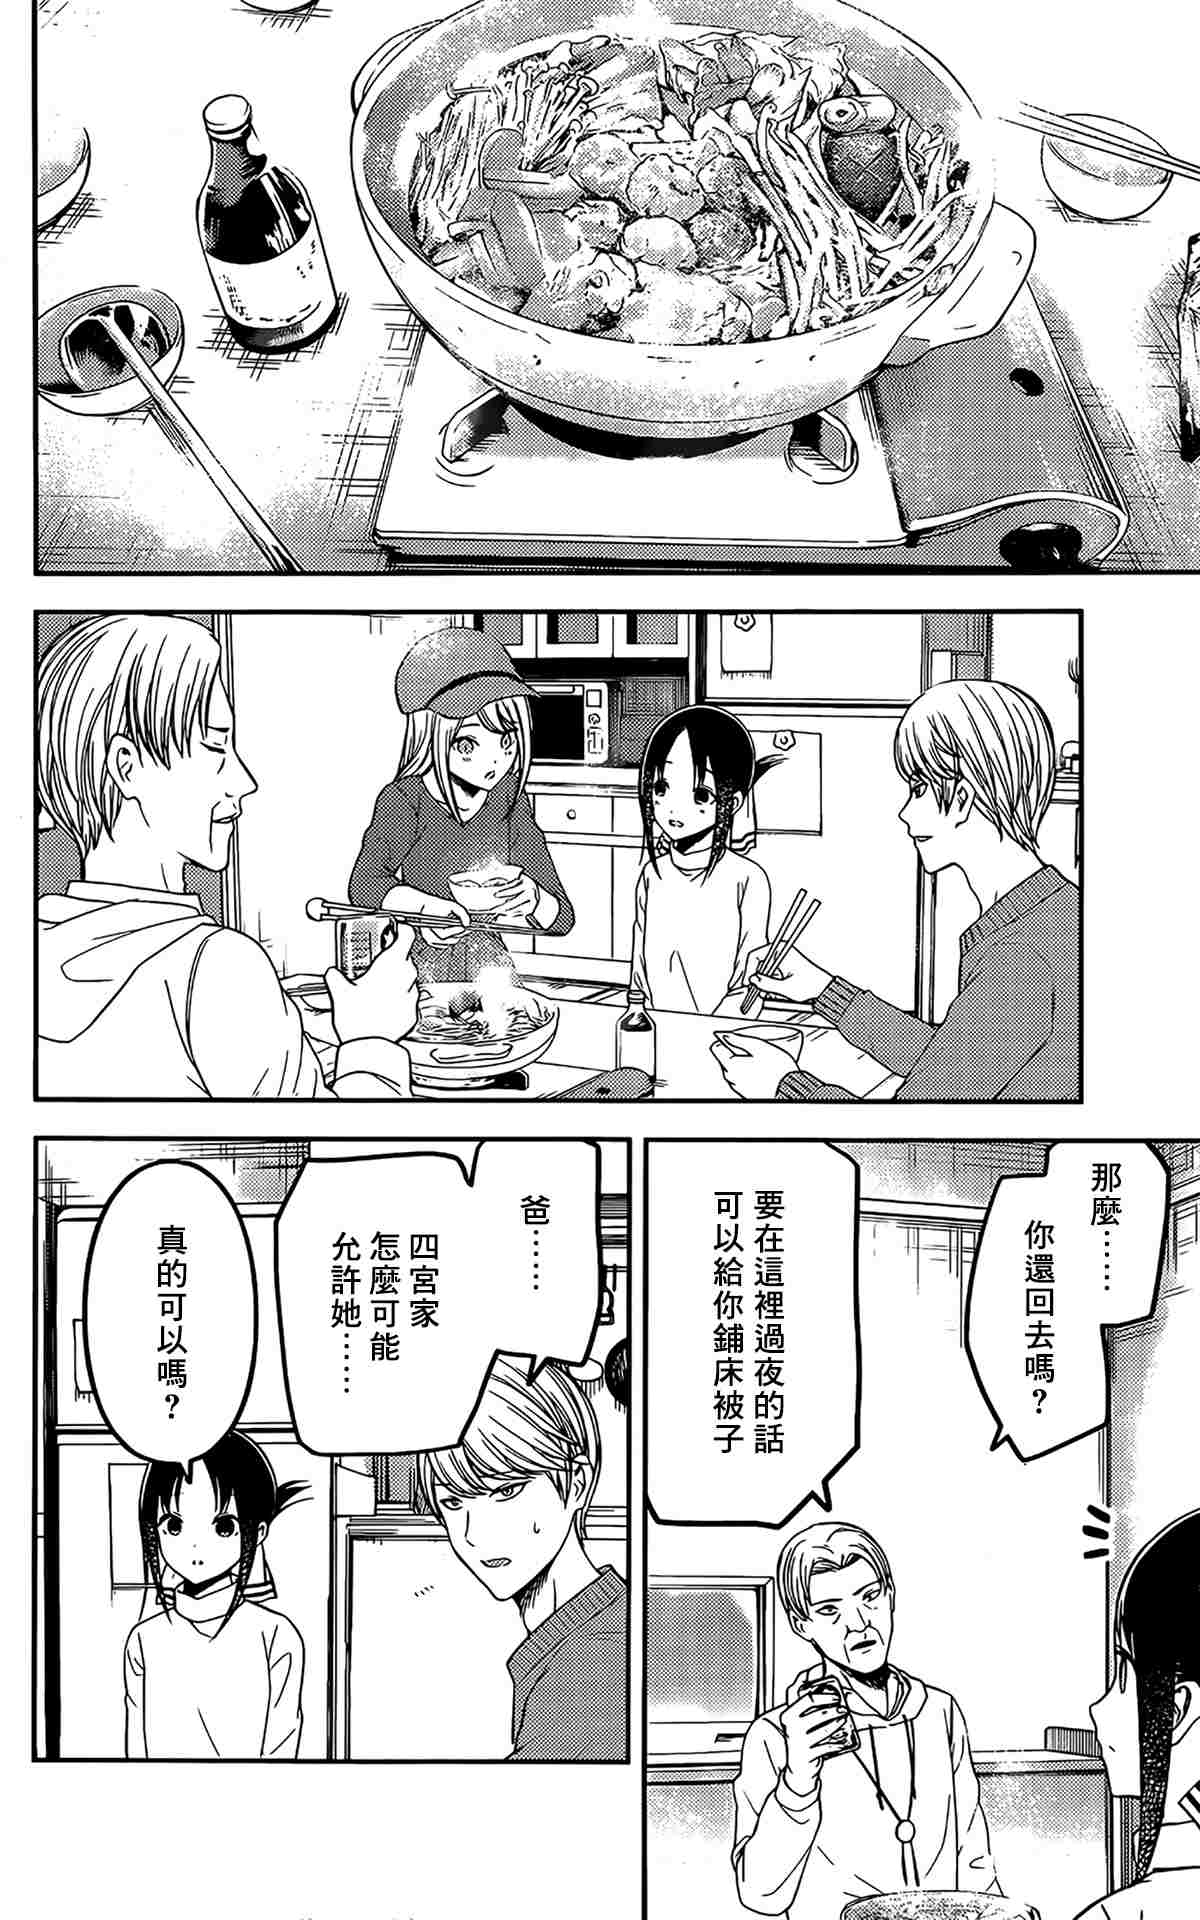 那麼……
你還回去嗎？
要在這裡過夜的話
可以給你鋪床被子
爸……
四宮家
怎麼可能
允許她……
真的可以嗎？